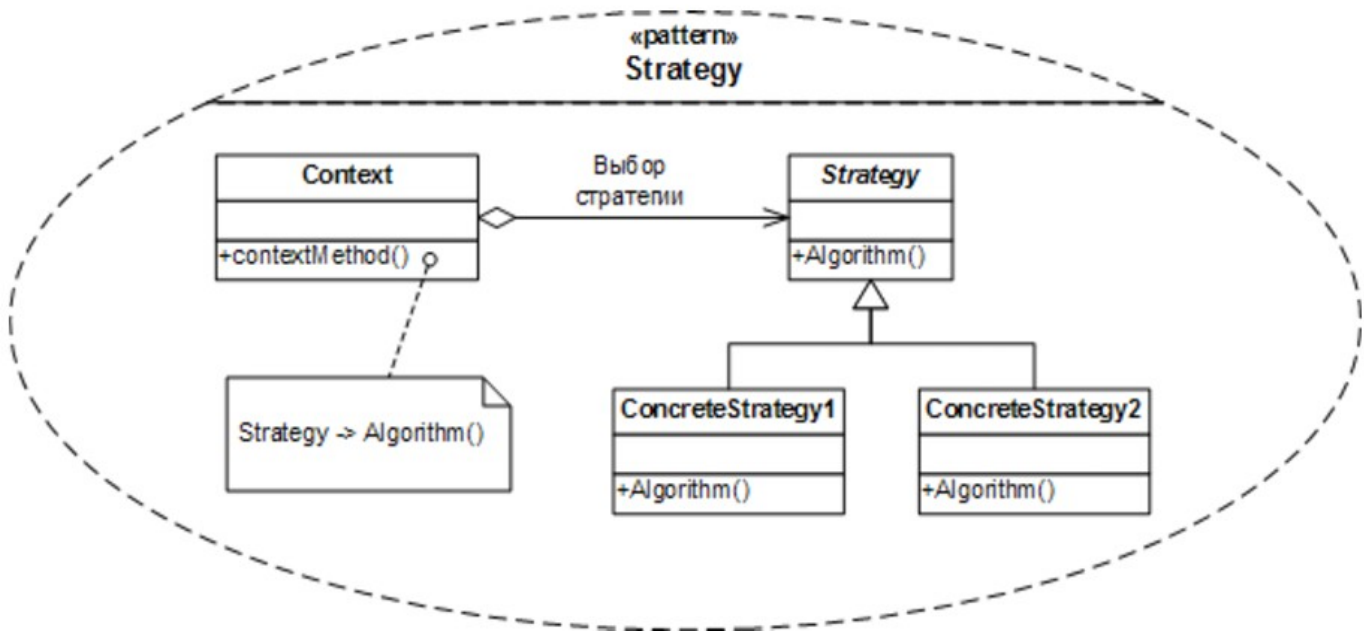 «pattern»
Strategy
Context
+contextMethod()
Выбор
стратегии
Strategy
+Algorithm()
Strategy -> Algorithm()
ConcreteStrategy1
+Algorithm()
ConcreteStrategy2
+Algorithm()